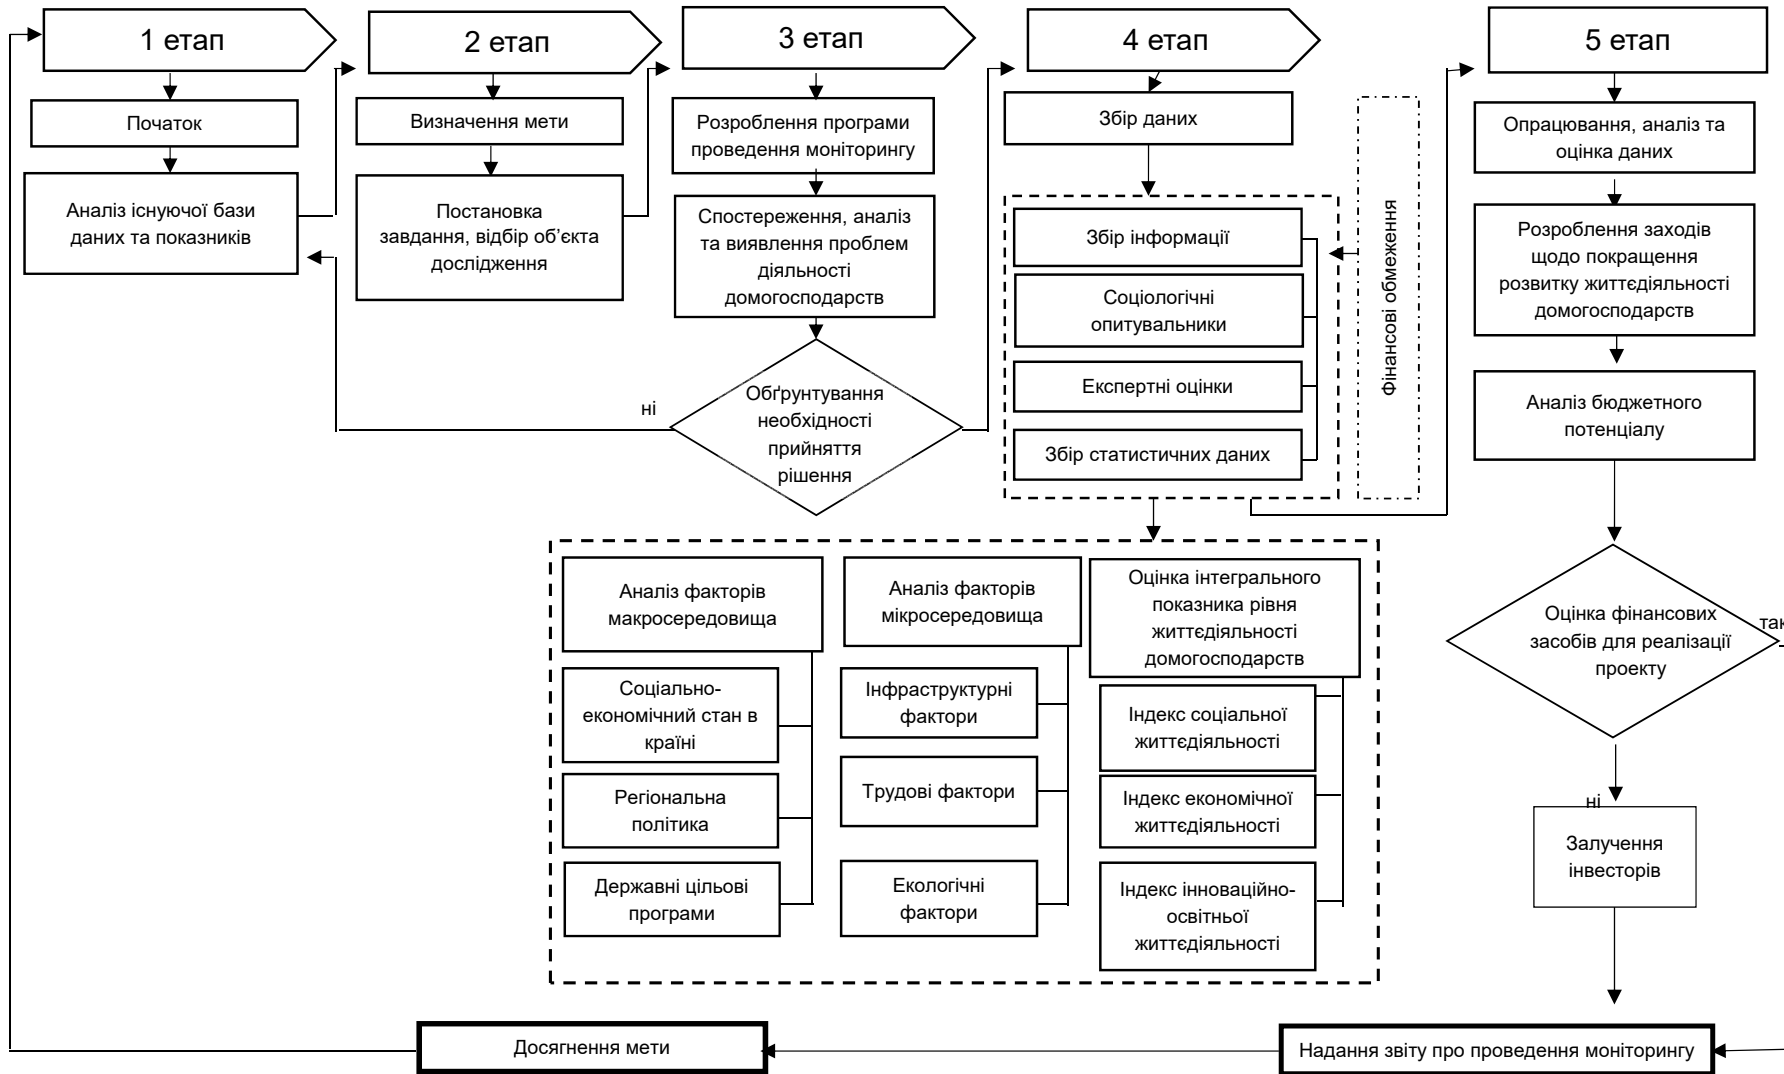 1 етап
Початок
Аналіз існуючої бази
даних та показників
2 етап
Визначення мети
Постановка
завдання, відбір об’єкта
дослідження
3 етап
Розроблення програми
проведення моніторингу
Спостереження, аналіз
та виявлення проблем
діяльності
домогосподарств
Обґрунтування
необхідності
прийняття
рішення
ні
4 етап
Збір даних
Збір інформації
Соціологічні
опитувальники
Експертні оцінки
Збір статистичних даних
Фінансові обмеження
Аналіз факторів
макросередовища
Соціально-
економічний стан в
країні
Регіональна
політика
Державні цільові
програми
Аналіз факторів
мікросередовища
Інфраструктурні
фактори
Трудові фактори
Екологічні
фактори
Оцінка інтегрального
показника рівня
життєдіяльності
домогосподарств
Індекс соціальної
життєдіяльності
Індекс економічної
життєдіяльності
Індекс інноваційно-
освітньої
життєдіяльності
5 етап
Опрацювання, аналіз та
оцінка даних
Розроблення заходів
щодо покращення
розвитку життєдіяльності
домогосподарств
Аналіз бюджетного
потенціалу
Оцінка фінансових
засобів для реалізації
проекту
так
ні
Залучення
інвесторів
Надання звіту про проведення моніторингу
Досягнення мети